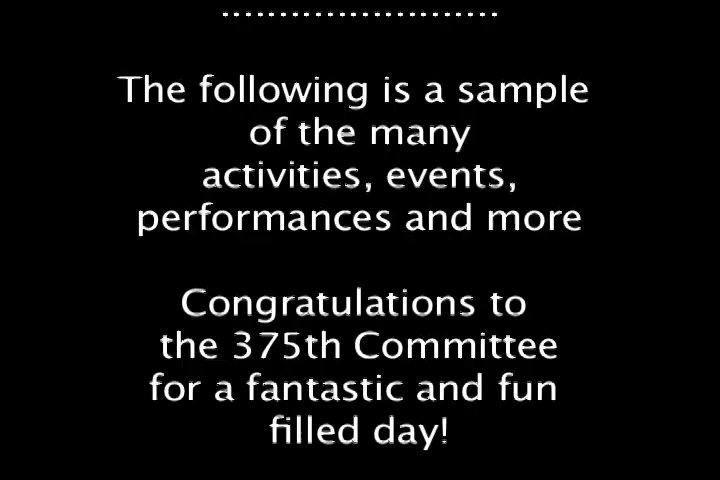 ........................
The following is a sample
of the many
activities, events,
performances and more
Congratulations to
the 375th Committee
for a fantastic and fun
filled day!